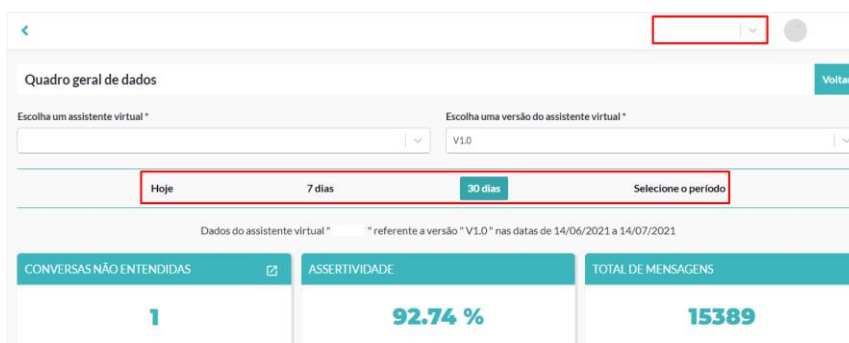 Quadro geral de dados
Voltar
Escolha um assistente virtual *
Escolha uma versão do assistente virtual *
V1.0
Hoje
7 dias
30 dias
Selecione o período
Dados do assistente virtual " " referente a versão " V1.0 " nas datas de 14/06/2021 a 14/07/2021
CONVERSAS NÃO ENTENDIDAS
ASSERTIVIDADE
TOTAL DE MENSAGENS
1
92.74 %
15389